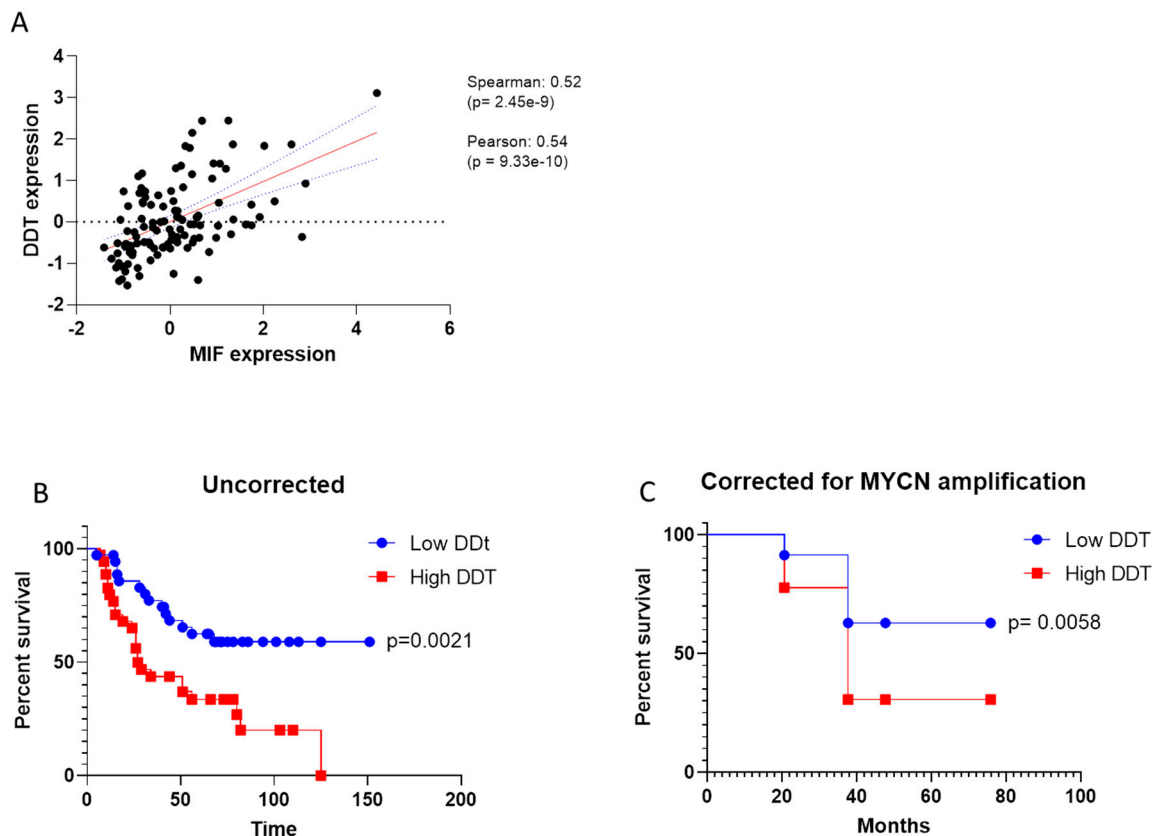 A
4
3
2
1
0
-1
-2
DDT expression
-2
0
2
4
6
MIF expression
Spearman: 0.52
(p= 2.45e-9)
Pearson: 0.54
(p = 9.33e-10)
B
Uncorrected
Low DDt
High DDT
p=0.0021
100
50
0
Percent survival
0
50
100
150
200
Time
C
Corrected for MYCN amplification
Low DDT
High DDT
p= 0.0058
100
50
0
Percent survival
0
20
40
60
80
100
Months